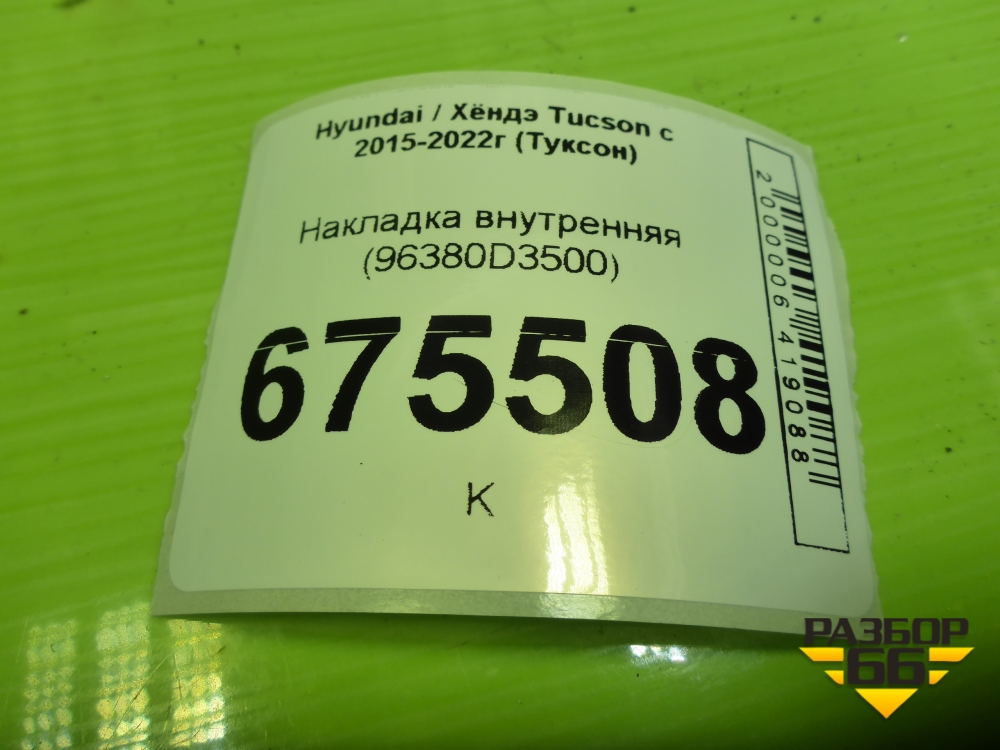 Hyundai / Хёндэ Tucson с
2015-2022г (Туксон)
Накладка внутренняя
(96380D3500)
675508
К
2000006419088
РАЗБОР
66